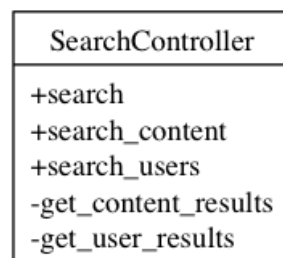 SearchController
+search
+search_content
+search_users
-get_content_results
-get_user_results